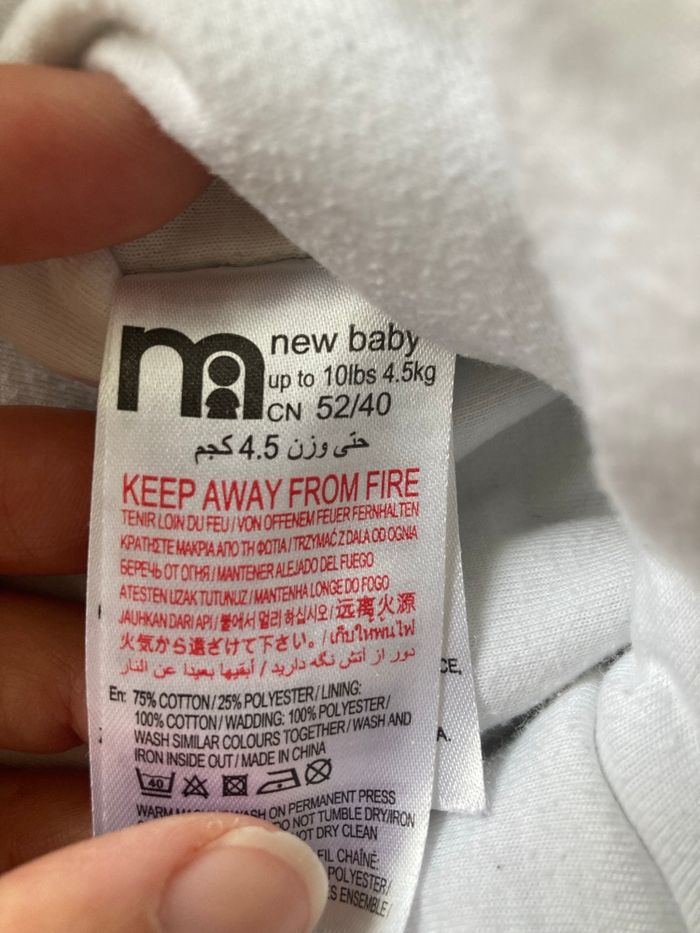 m
new baby
up to 10lbs 4.5kg
CN 52/40
حتى وزن 4.5 كجم
KEEP AWAY FROM FIRE
TENIR LOIN DU FEU / VON OFFENEM FEUER FERNHALTEN
ΚΡΑΤΗΣΤΕ ΜΑΚΡΙΑ ΑΠΟ ΤΗ ΦΩΤΙΑ / TRZYMAĆ Z DALA OD OGNIA
БЕРЕЧЬ ОТ ОГНЯ / MANTENER ALEJADO DEL FUEGO
ATESTEN UZAK TUTUNUZ / MANTENHA LONGE DO FOGO
JAUHKAN DARI API / 불에서 멀리 하십시오 / 远离火源
火気から遠ざけて下さい。 / เก็บให้พ้นไฟ
دور از آتش نگه دارید / أبقيها بعيدا عن النار
En: 75% COTTON / 25% POLYESTER / LINING:
100% COTTON / WADDING: 100% POLYESTER /
WASH SIMILAR COLOURS TOGETHER / WASH AND
IRON INSIDE OUT / MADE IN CHINA
40
WARM WASH ON PERMANENT PRESS
DO NOT TUMBLE DRY/IRON
NOT DRY CLEAN
FIL CHAÎNE:
POLYESTER /
ENSEMBLE /
CE,
A.